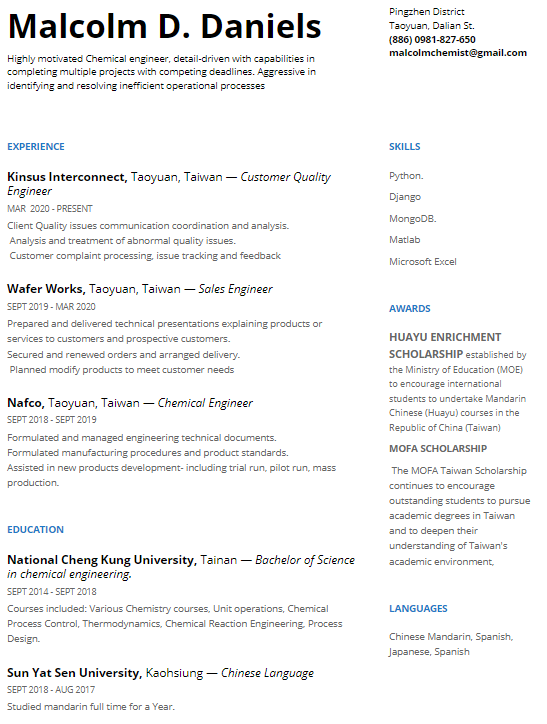 Malcolm D. Daniels
Highly motivated Chemical engineer, detail-driven with capabilities in
completing multiple projects with competing deadlines. Aggressive in
identifying and resolving inefficient operational processes
Pingzhen District
Taoyuan, Dalian St.
(886) 0981-827-650
malcolmchemist@gmail.com
EXPERIENCE
Kinsus Interconnect, Taoyuan, Taiwan — Customer Quality
Engineer
MAR 2020 - PRESENT
Client Quality issues communication coordination and analysis.
Analysis and treatment of abnormal quality issues.
Customer complaint processing, issue tracking and feedback
Wafer Works, Taoyuan, Taiwan — Sales Engineer
SEPT 2019 - MAR 2020
Prepared and delivered technical presentations explaining products or
services to customers and prospective customers.
Secured and renewed orders and arranged delivery.
Planned modify products to meet customer needs
Nafco, Taoyuan, Taiwan — Chemical Engineer
SEPT 2018 - SEPT 2019
Formulated and managed engineering technical documents.
Formulated manufacturing procedures and product standards.
Assisted in new products development- including trial run, pilot run, mass
production.
EDUCATION
National Cheng Kung University, Tainan — Bachelor of Science
in chemical engineering.
SEPT 2014 - SEPT 2018
Courses included: Various Chemistry courses, Unit operations, Chemical
Process Control, Thermodynamics, Chemical Reaction Engineering, Process
Design.
Sun Yat Sen University, Kaohsiung — Chinese Language
SEPT 2018 - AUG 2017
Studied mandarin full time for a Year.
SKILLS
Python.
Django
MongoDB.
Matlab
Microsoft Excel
AWARDS
HUAYU ENRICHMENT
SCHOLARSHIP established by
the Ministry of Education (MOE)
to encourage international
students to undertake Mandarin
Chinese (Huayu) courses in the
Republic of China (Taiwan)
MOFA SCHOLARSHIP
The MOFA Taiwan Scholarship
continues to encourage
outstanding students to pursue
academic degrees in Taiwan
and to deepen their
understanding of Taiwan's
academic environment,
LANGUAGES
Chinese Mandarin, Spanish,
Japanese, Spanish